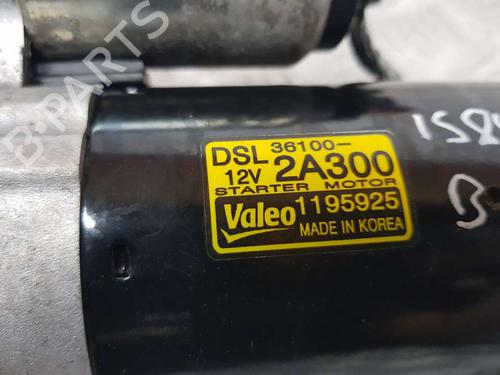 B-PARTS
DSL 36100-
12V 2A300
STARTER MOTOR
Valeo 1195925
MADE IN KOREA
B